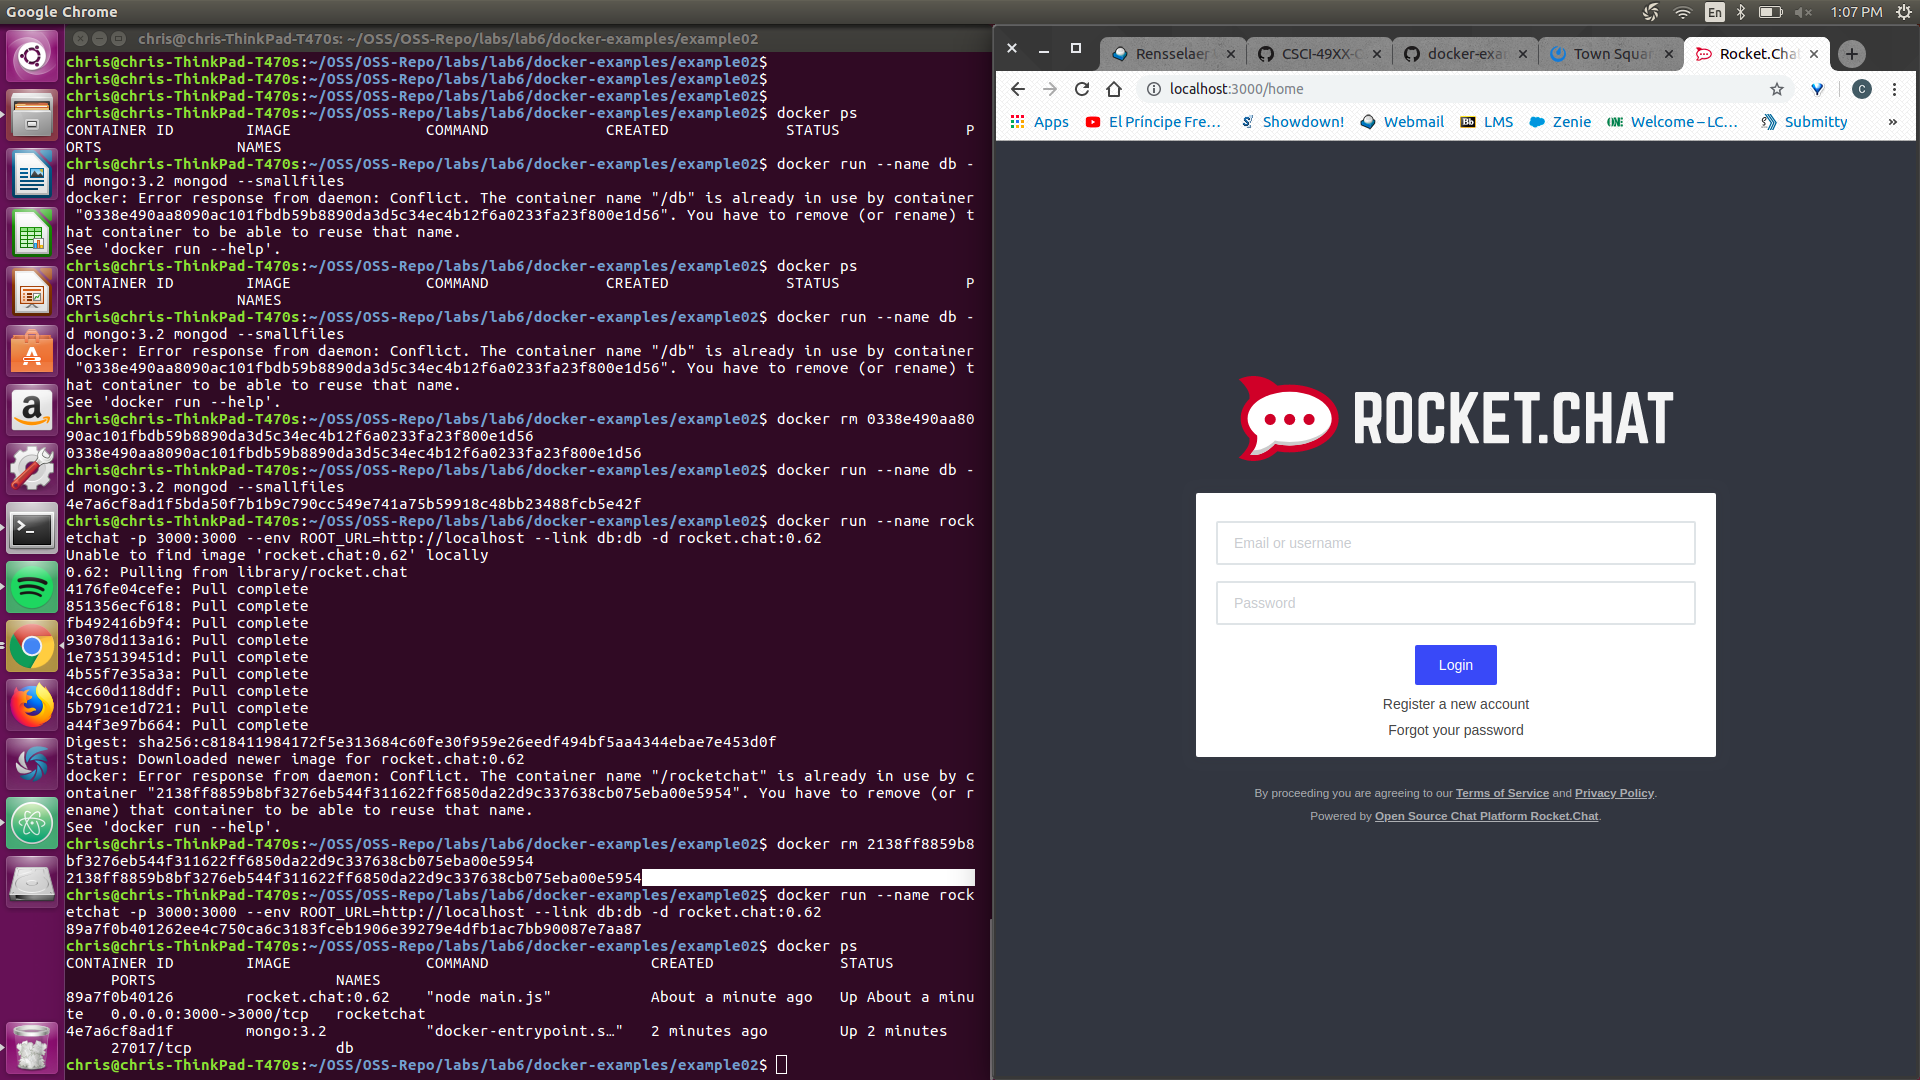 Google Chrome
En
1:07 PM
chris@chris-ThinkPad-T470s: ~/OSS/OSS-Repo/labs/lab6/docker-examples/example02
chris@chris-ThinkPad-T470s:~/OSS/OSS-Repo/labs/lab6/docker-examples/example02$
chris@chris-ThinkPad-T470s:~/OSS/OSS-Repo/labs/lab6/docker-examples/example02$
chris@chris-ThinkPad-T470s:~/OSS/OSS-Repo/labs/lab6/docker-examples/example02$
chris@chris-ThinkPad-T470s:~/OSS/OSS-Repo/labs/lab6/docker-examples/example02$ docker ps
CONTAINER ID        IMAGE               COMMAND             CREATED             STATUS              P
ORTS               NAMES
chris@chris-ThinkPad-T470s:~/OSS/OSS-Repo/labs/lab6/docker-examples/example02$ docker run --name db -
d mongo:3.2 mongod --smallfiles
docker: Error response from daemon: Conflict. The container name "/db" is already in use by container
 "0338e490aa8090ac101fbdb59b8890da3d5c34ec4b12f6a0233fa23f800e1d56". You have to remove (or rename) t
hat container to be able to reuse that name.
See 'docker run --help'.
chris@chris-ThinkPad-T470s:~/OSS/OSS-Repo/labs/lab6/docker-examples/example02$ docker ps
CONTAINER ID        IMAGE               COMMAND             CREATED             STATUS              P
ORTS               NAMES
chris@chris-ThinkPad-T470s:~/OSS/OSS-Repo/labs/lab6/docker-examples/example02$ docker run --name db -
d mongo:3.2 mongod --smallfiles
docker: Error response from daemon: Conflict. The container name "/db" is already in use by container
 "0338e490aa8090ac101fbdb59b8890da3d5c34ec4b12f6a0233fa23f800e1d56". You have to remove (or rename) t
hat container to be able to reuse that name.
See 'docker run --help'.
chris@chris-ThinkPad-T470s:~/OSS/OSS-Repo/labs/lab6/docker-examples/example02$ docker rm 0338e490aa80
90ac101fbdb59b8890da3d5c34ec4b12f6a0233fa23f800e1d56
0338e490aa8090ac101fbdb59b8890da3d5c34ec4b12f6a0233fa23f800e1d56
chris@chris-ThinkPad-T470s:~/OSS/OSS-Repo/labs/lab6/docker-examples/example02$ docker run --name db -
d mongo:3.2 mongod --smallfiles
4e7a6cf8ad1f5bda50f7b1b9c790cc549e741a75b59918c48bb23488fcb5e42f
chris@chris-ThinkPad-T470s:~/OSS/OSS-Repo/labs/lab6/docker-examples/example02$ docker run --name rock
etchat -p 3000:3000 --env ROOT_URL=http://localhost --link db:db -d rocket.chat:0.62
Unable to find image 'rocket.chat:0.62' locally
0.62: Pulling from library/rocket.chat
4176fe04cefe: Pull complete
851356ecf618: Pull complete
fb492416b9f4: Pull complete
93078d113a16: Pull complete
1e735139451d: Pull complete
4b55f7e35a3a: Pull complete
4cc60d118ddf: Pull complete
5b791ce1d721: Pull complete
a44f3e97b664: Pull complete
Digest: sha256:c818411984172f5e313684c60fe30f959e26eedf494bf5aa4344ebae7e453d0f
Status: Downloaded newer image for rocket.chat:0.62
docker: Error response from daemon: Conflict. The container name "/rocketchat" is already in use by c
ontainer "2138ff8859b8bf3276eb544f311622ff6850da22d9c337638cb075eba00e5954". You have to remove (or r
ename) that container to be able to reuse that name.
See 'docker run --help'.
chris@chris-ThinkPad-T470s:~/OSS/OSS-Repo/labs/lab6/docker-examples/example02$ docker rm 2138ff8859b8
bf3276eb544f311622ff6850da22d9c337638cb075eba00e5954
2138ff8859b8bf3276eb544f311622ff6850da22d9c337638cb075eba00e5954
chris@chris-ThinkPad-T470s:~/OSS/OSS-Repo/labs/lab6/docker-examples/example02$ docker run --name rock
etchat -p 3000:3000 --env ROOT_URL=http://localhost --link db:db -d rocket.chat:0.62
89a7f0b401262ee4c750ca6c3183fceb1906e39279e4dfb1ac7bb90087e7aa87
chris@chris-ThinkPad-T470s:~/OSS/OSS-Repo/labs/lab6/docker-examples/example02$ docker ps
CONTAINER ID        IMAGE               COMMAND                  CREATED              STATUS
     PORTS                    NAMES
89a7f0b40126        rocket.chat:0.62    "node main.js"           About a minute ago   Up About a minu
te   0.0.0.0:3000->3000/tcp   rocketchat
4e7a6cf8ad1f        mongo:3.2           "docker-entrypoint.s…"   2 minutes ago        Up 2 minutes
     27017/tcp                db
chris@chris-ThinkPad-T470s:~/OSS/OSS-Repo/labs/lab6/docker-examples/example02$
Rensselaer
CSCI-49XX-
docker-exa
Town Squar
Rocket.Chat
localhost:3000/home
C
Apps
El Príncipe Fre…
Showdown!
Webmail
Bb LMS
Zenie
Welcome – LC…
Submitty
»
ROCKET.CHAT
Email or username
Password
Login
Register a new account
Forgot your password
By proceeding you are agreeing to our Terms of Service and Privacy Policy.
Powered by Open Source Chat Platform Rocket.Chat.